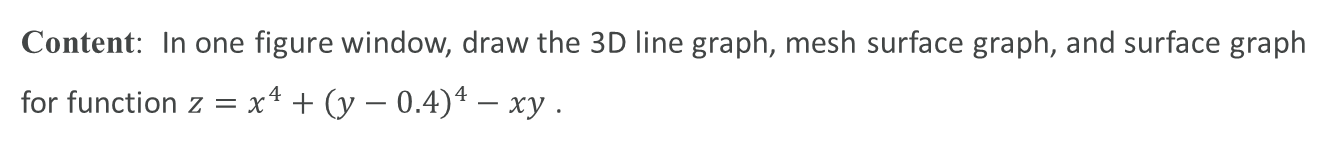 Content: In one figure window, draw the 3D line graph, mesh surface graph, and surface graph
for function z = x⁴ + (y − 0.4)⁴ − xy .